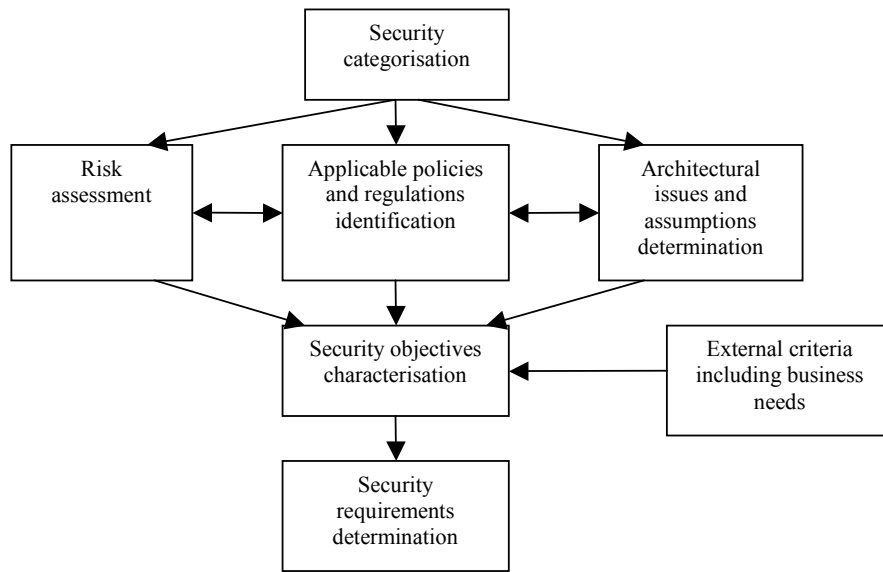 Security
categorisation
Risk
assessment
Applicable policies
and regulations
identification
Architectural
issues and
assumptions
determination
Security objectives
characterisation
External criteria
including business
needs
Security
requirements
determination